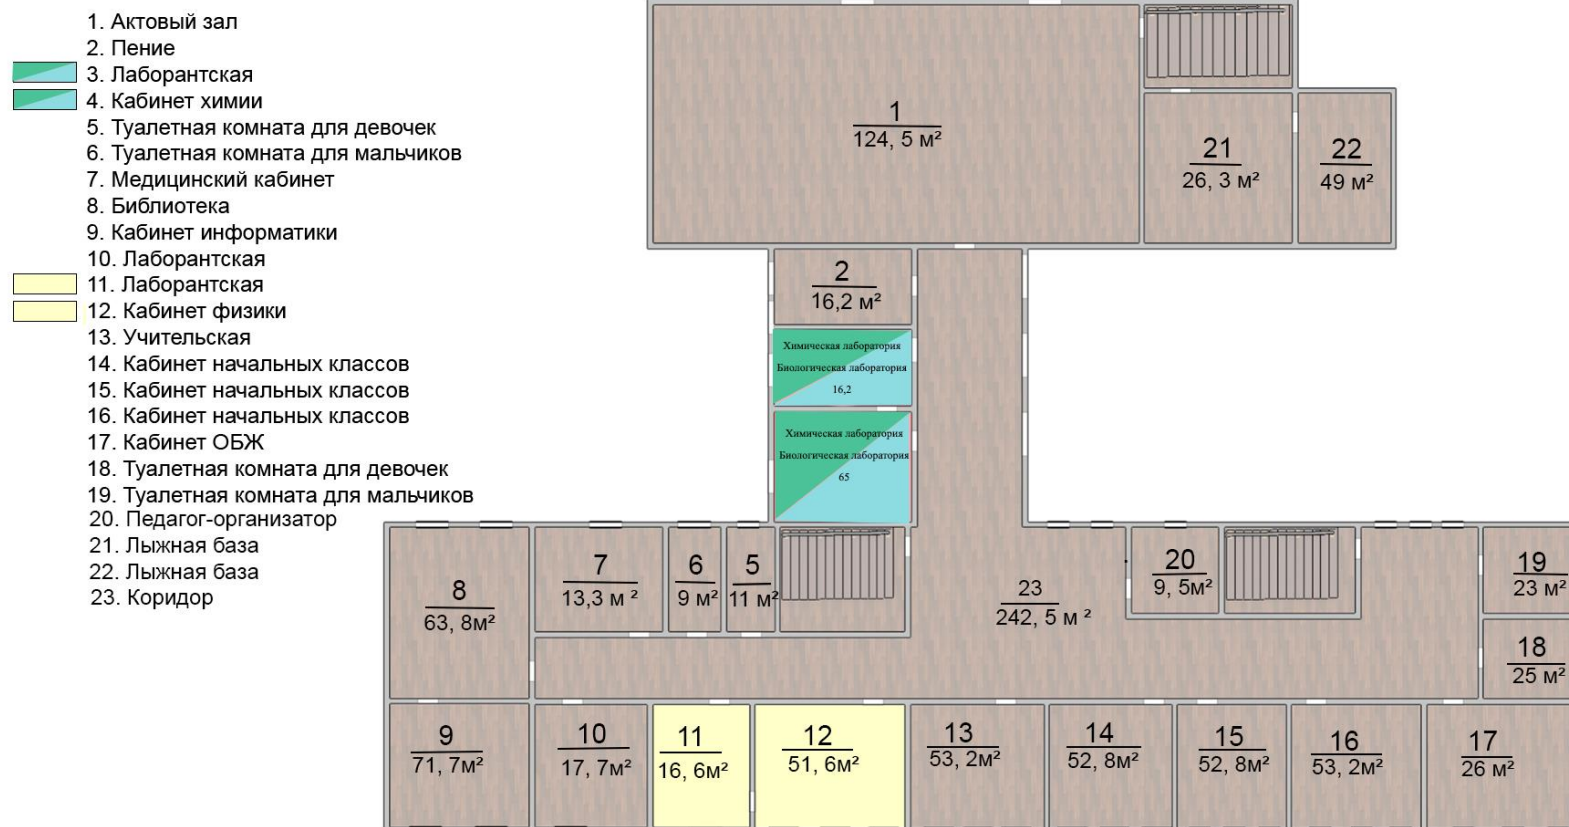 1. Актовый зал
2. Пение
3. Лаборантская
4. Кабинет химии
5. Туалетная комната для девочек
6. Туалетная комната для мальчиков
7. Медицинский кабинет
8. Библиотека
9. Кабинет информатики
10. Лаборантская
11. Лаборантская
12. Кабинет физики
13. Учительская
14. Кабинет начальных классов
15. Кабинет начальных классов
16. Кабинет начальных классов
17. Кабинет ОБЖ
18. Туалетная комната для девочек
19. Туалетная комната для мальчиков
20. Педагог-организатор
21. Лыжная база
22. Лыжная база
23. Коридор
1
124, 5 м²
21
26, 3 м²
22
49 м²
2
16,2 м²
Химическая лаборатория
Биологическая лаборатория
16,2
Химическая лаборатория
Биологическая лаборатория
65
8
63, 8м²
7
13,3 м ²
6
9 м²
5
11 м²
23
242, 5 м ²
20
9, 5м²
19
23 м²
18
25 м²
9
71, 7м²
10
17, 7м²
11
16, 6м²
12
51, 6м²
13
53, 2м²
14
52, 8м²
15
52, 8м²
16
53, 2м²
17
26 м²